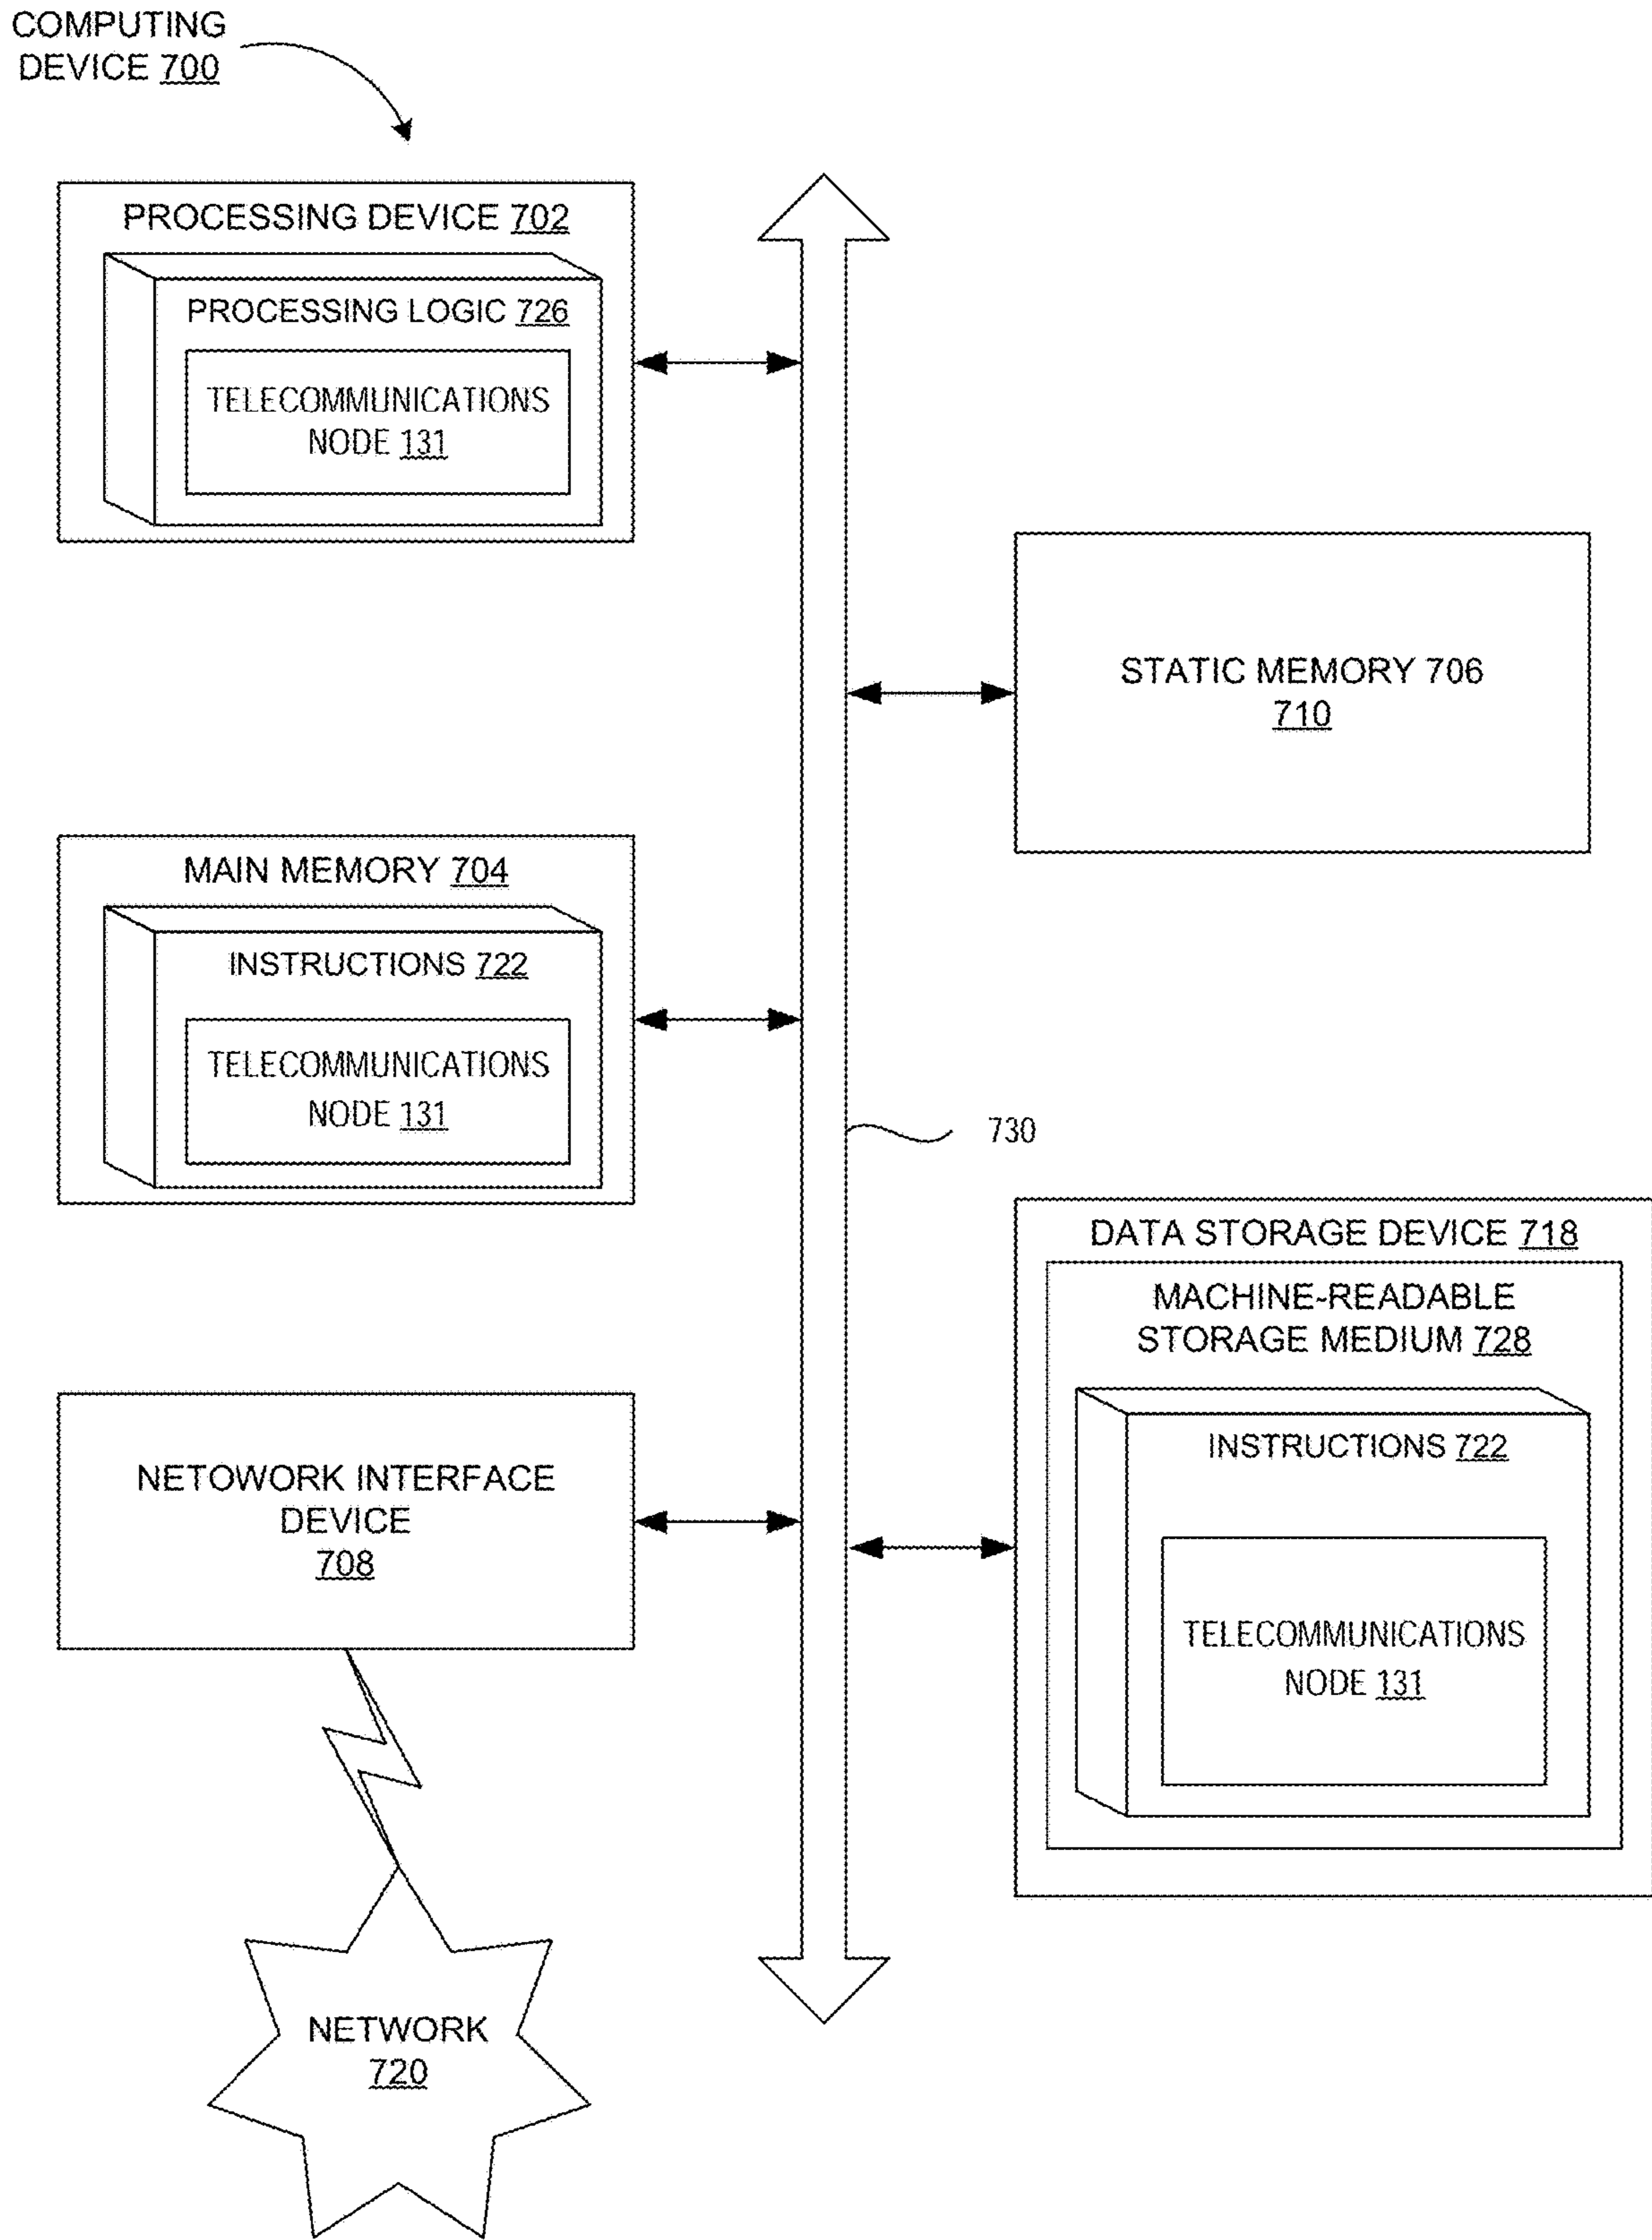 COMPUTING
DEVICE 700
PROCESSING DEVICE 702
PROCESSING LOGIC 726
TELECOMMUNICATIONS
NODE 131
STATIC MEMORY 706
710
MAIN MEMORY 704
INSTRUCTIONS 722
TELECOMMUNICATIONS
NODE 131
730
DATA STORAGE DEVICE 718
MACHINE-READABLE
STORAGE MEDIUM 728
INSTRUCTIONS 722
TELECOMMUNICATIONS
NODE 131
NETOWORK INTERFACE
DEVICE
708
NETWORK
720